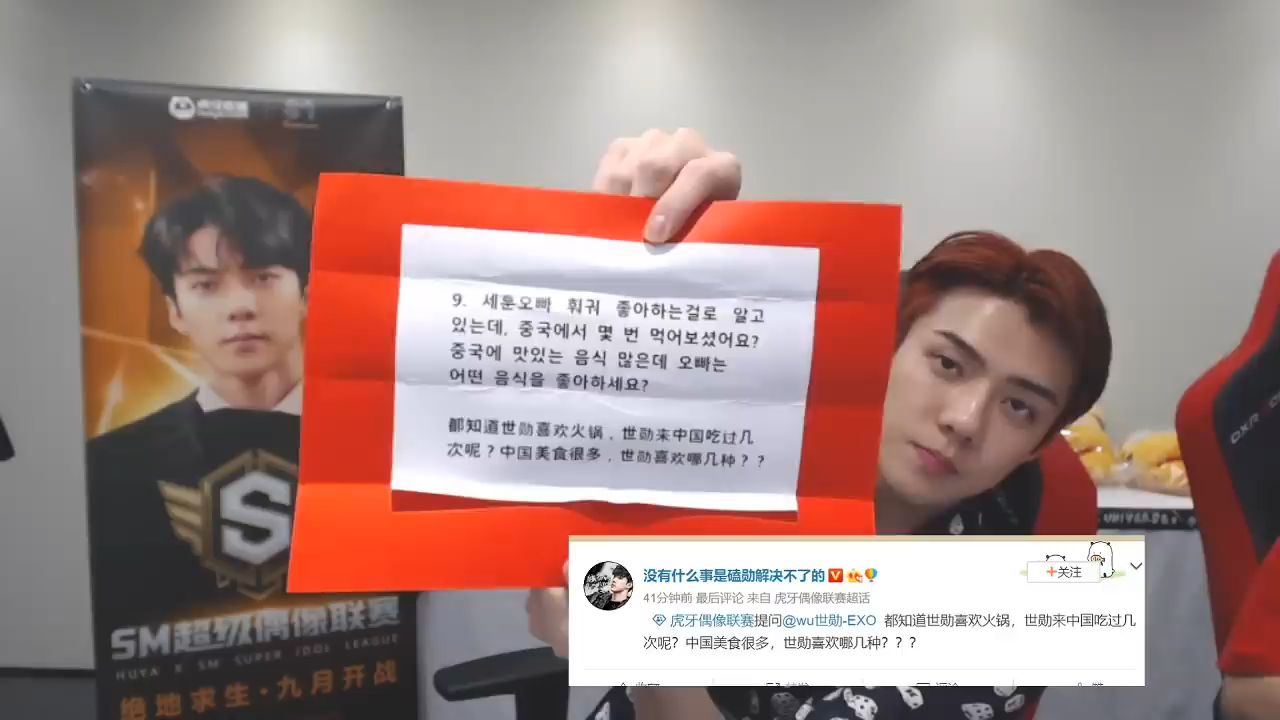 S
SM超级偶像联赛
HUYA X SM SUPER IDOL LEAGUE
绝地求生·九月开战
9. 세훈오빠 훠궈 좋아하는걸로 알고
있는데, 중국에서 몇 번 먹어보셨어요?
중국에 맛있는 음식 많은데 오빠는
어떤 음식을 좋아하세요?
都知道世勋喜欢火锅，世勋来中国吃过几
次呢？中国美食很多，世勋喜欢哪几种？？
没有什么事是磕勋解决不了的
+关注
41分钟前 最后评论 来自 虎牙偶像联赛超话
虎牙偶像联赛提问@wu世勋-EXO 都知道世勋喜欢火锅，世勋来中国吃过几
次呢？中国美食很多，世勋喜欢哪几种？？？